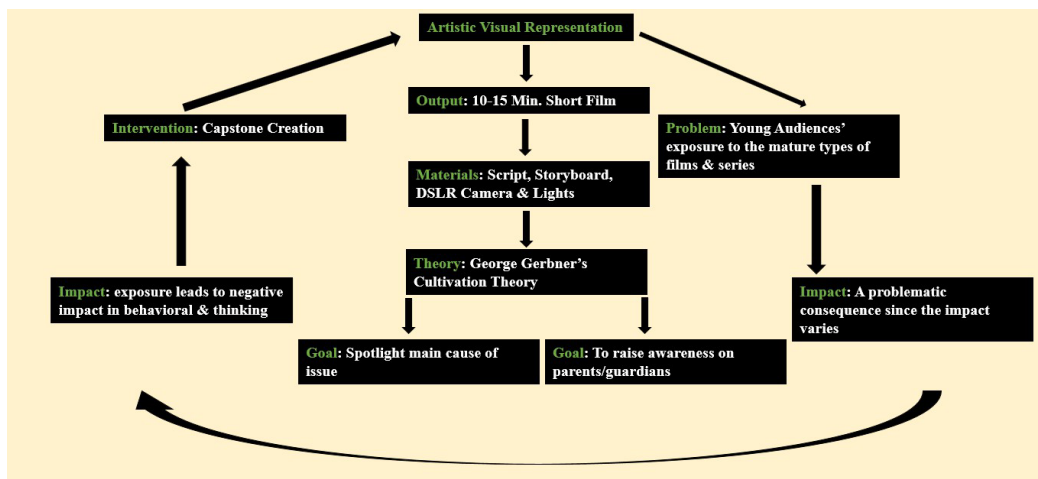 Artistic Visual Representation
Output: 10-15 Min. Short Film
Intervention: Capstone Creation
Problem: Young Audiences’
exposure to the mature types of
films & series
Materials: Script, Storyboard,
DSLR Camera & Lights
Theory: George Gerbner’s
Cultivation Theory
Impact: exposure leads to negative
impact in behavioral & thinking
Impact: A problematic
consequence since the impact
varies
Goal: Spotlight main cause of
issue
Goal: To raise awareness on
parents/guardians